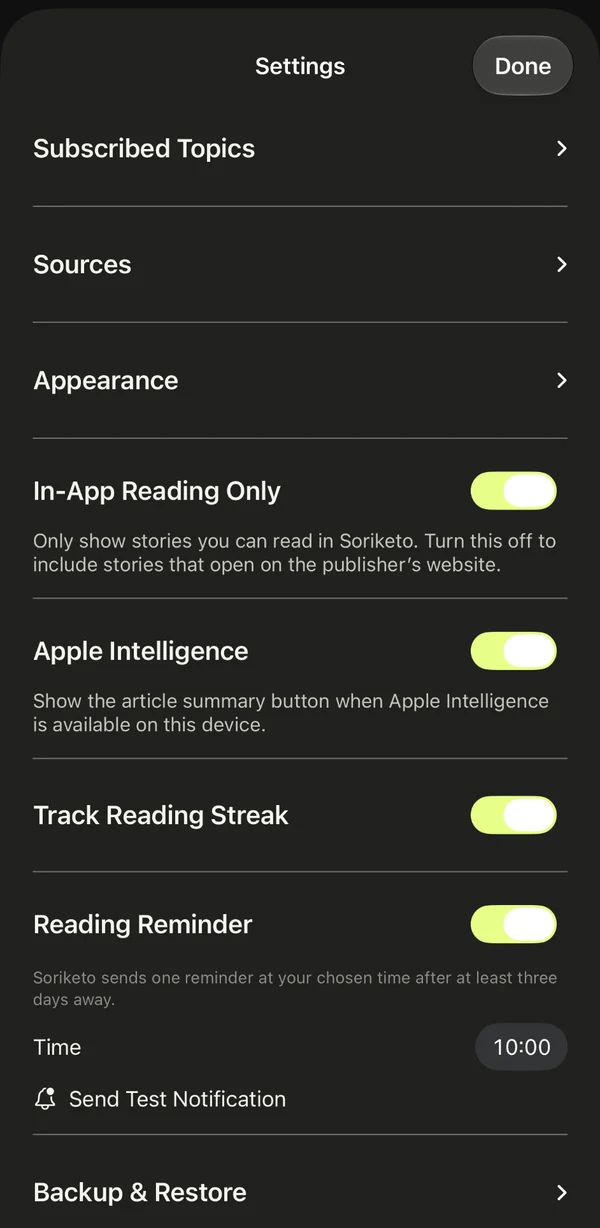 Settings
Done
Subscribed Topics
Sources
Appearance
In-App Reading Only
Only show stories you can read in Soriketo. Turn this off to
include stories that open on the publisher’s website.
Apple Intelligence
Show the article summary button when Apple Intelligence
is available on this device.
Track Reading Streak
Reading Reminder
Soriketo sends one reminder at your chosen time after at least three
days away.
Time
10:00
Send Test Notification
Backup & Restore